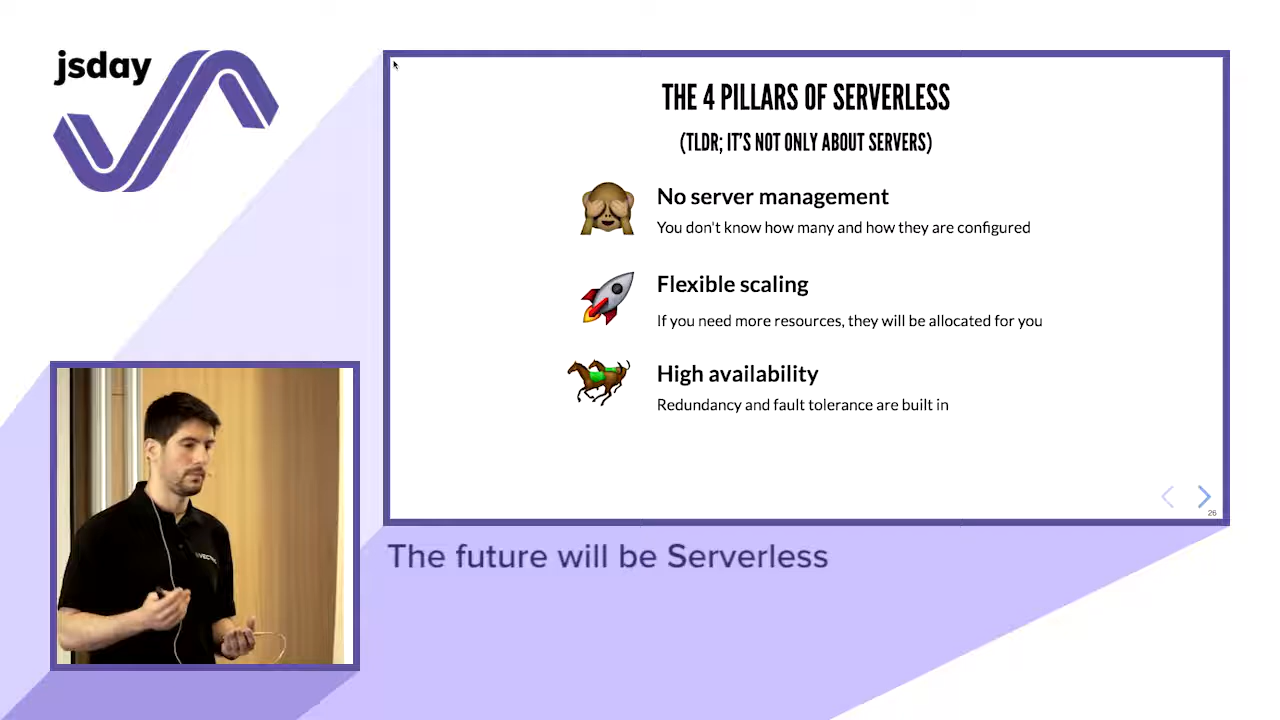 jsday
THE 4 PILLARS OF SERVERLESS
(TLDR; IT'S NOT ONLY ABOUT SERVERS)
No server management
You don't know how many and how they are configured
Flexible scaling
If you need more resources, they will be allocated for you
High availability
Redundancy and fault tolerance are built in
26
The future will be Serverless